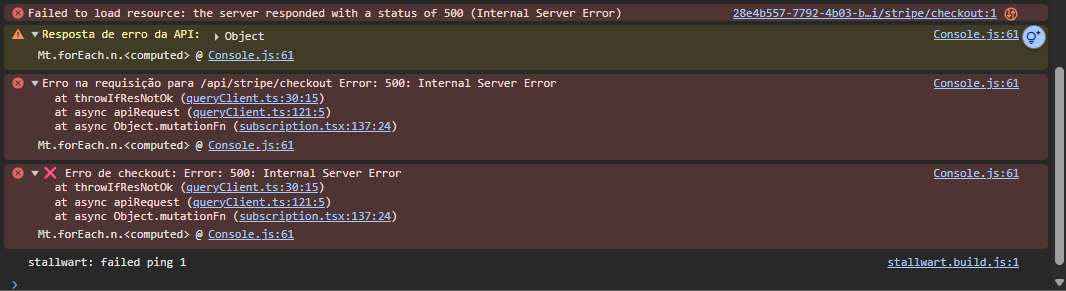 Failed to load resource: the server responded with a status of 500 (Internal Server Error) 28e4b557-7792-4b03-b…i/stripe/checkout:1
Resposta de erro da API: ▶ Object Console.js:61
Mt.forEach.n.<computed> @ Console.js:61
Erro na requisição para /api/stripe/checkout Error: 500: Internal Server Error Console.js:61
at throwIfResNotOk (queryClient.ts:30:15)
at async apiRequest (queryClient.ts:121:5)
at async Object.mutationFn (subscription.tsx:137:24)
Mt.forEach.n.<computed> @ Console.js:61
❌ Erro de checkout: Error: 500: Internal Server Error Console.js:61
at throwIfResNotOk (queryClient.ts:30:15)
at async apiRequest (queryClient.ts:121:5)
at async Object.mutationFn (subscription.tsx:137:24)
Mt.forEach.n.<computed> @ Console.js:61
stallwart: failed ping 1 stallwart.build.js:1